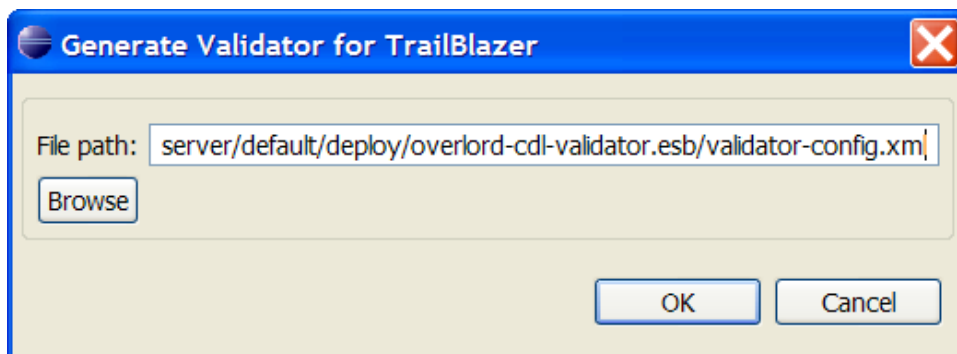 Generate Validator for TrailBlazer
File path: server/default/deploy/overlord-cdl-validator.esb/validator-config.xm
Browse
OK Cancel